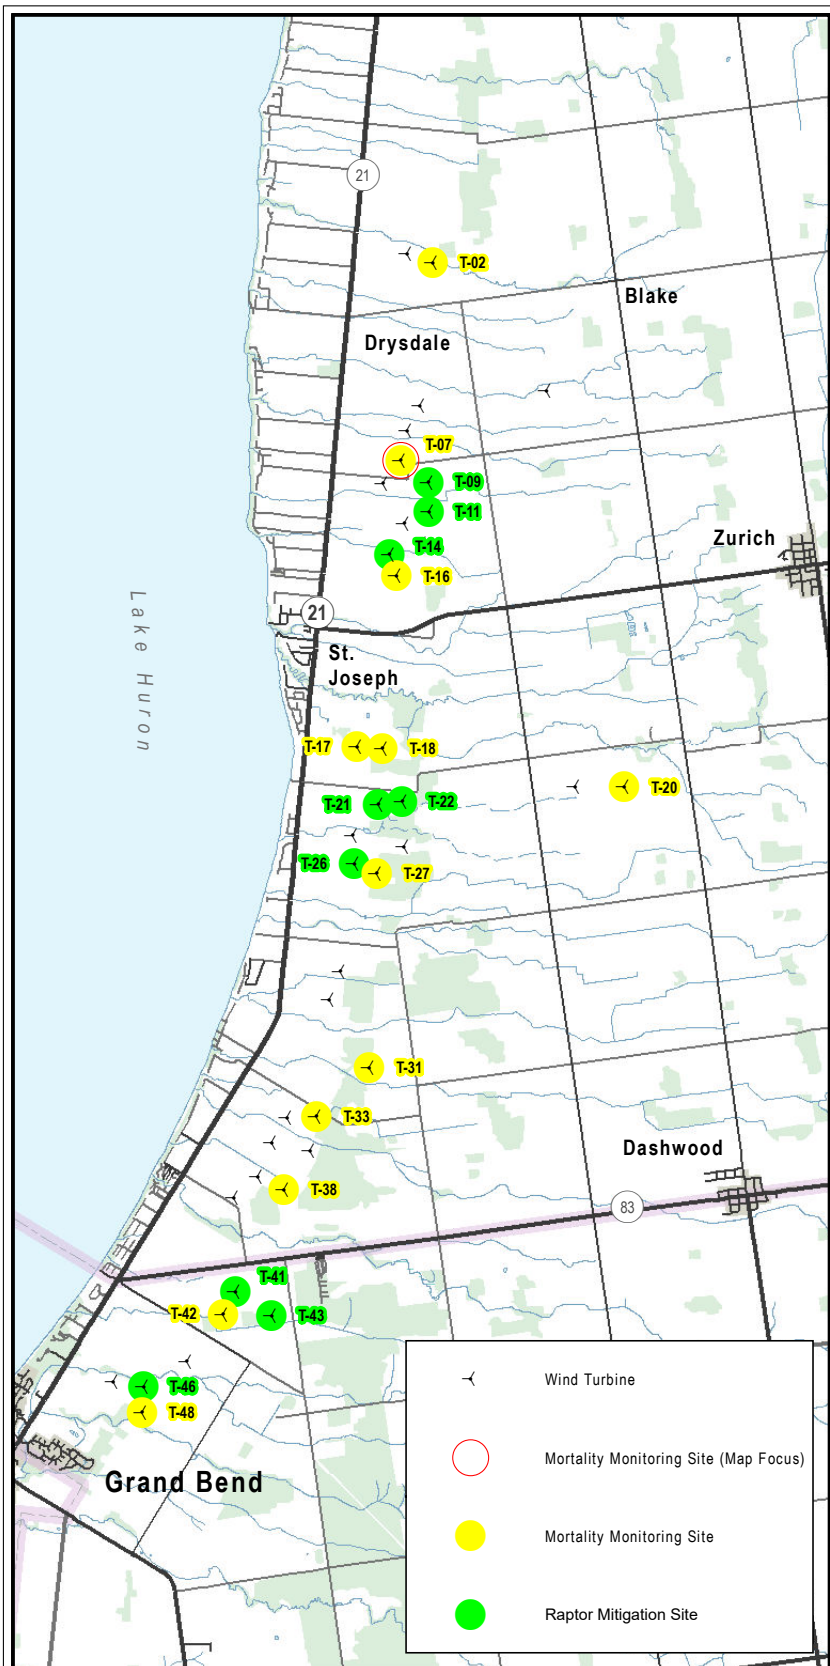 21
T-02
Blake
Drysdale
T-07
T-09
T-11
Zurich
T-14
T-16
21
Lake Huron
St.
Joseph
T-17
T-18
T-20
T-21
T-22
T-26
T-27
T-31
T-33
Dashwood
T-38
83
T-41
T-42
T-43
T-46
T-48
Grand Bend
Wind Turbine
Mortality Monitoring Site (Map Focus)
Mortality Monitoring Site
Raptor Mitigation Site